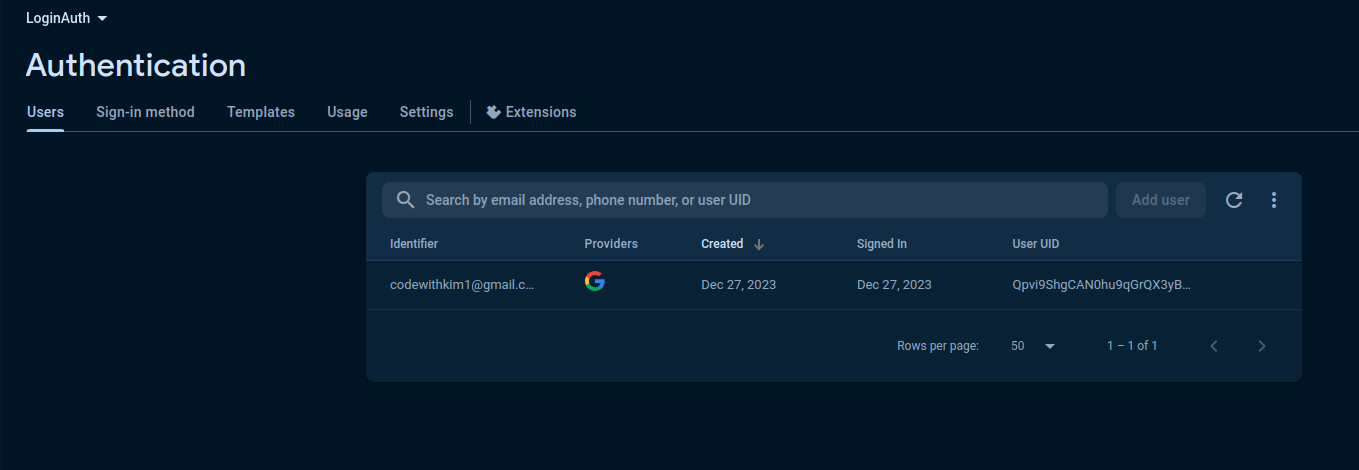 LoginAuth
Authentication
Users Sign-in method Templates Usage Settings Extensions
Search by email address, phone number, or user UID Add user
Identifier Providers Created Signed In User UID
codewithkim1@gmail.c... Dec 27, 2023 Dec 27, 2023 Qpvi9ShgCAN0hu9qGrQX3yB...
Rows per page: 50 1 – 1 of 1